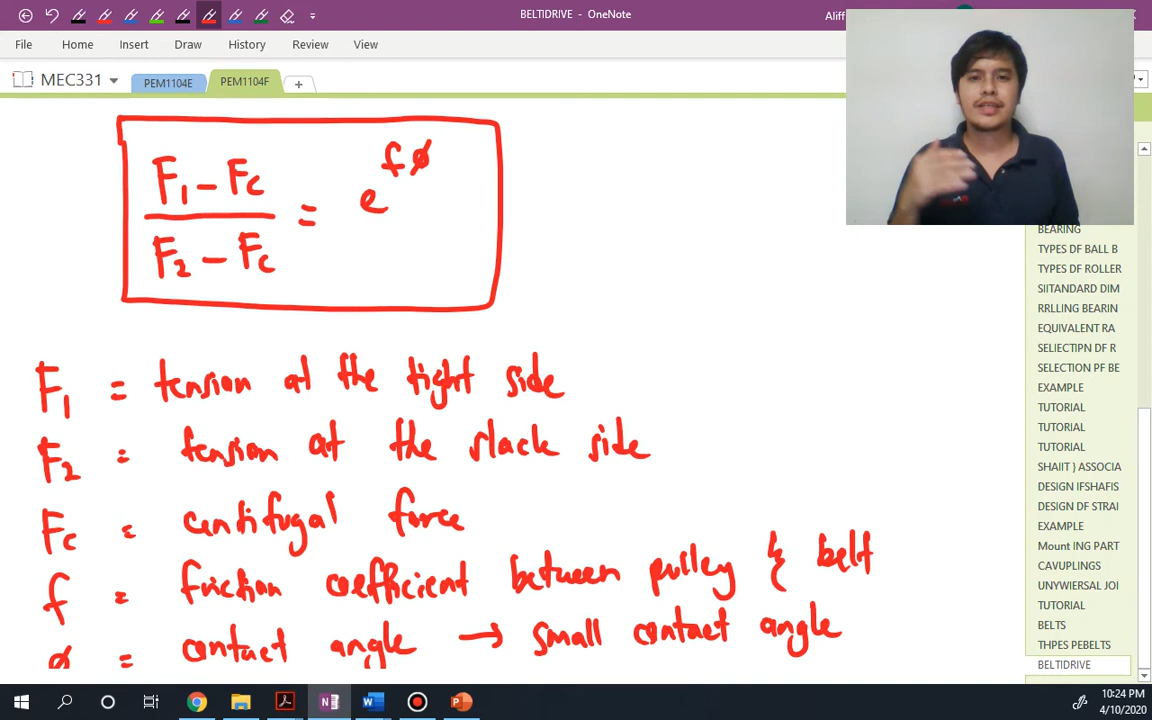 BELTIDRIVE - OneNote
Aliff
File Home Insert Draw History Review View
MEC331
PEM1104E
PEM1104F
F1 - Fc
F2 - Fc
= e^fø
F1 = tension at the tight side
F2 = tension at the slack side
Fc = centifugal force
f = friction coefficient between pulley & belt
ø = contact angle → small contact angle
BEARING
TYPES DF BALL B
TYPES DF ROLLER
SIITANDARD DIM
RRLLING BEARIN
EQUIVALENT RA
SELIECTIPN DF R
SELECTION PF BE
EXAMPLE
TUTORIAL
TUTORIAL
TUTORIAL
SHAIIT } ASSOCIA
DESIGN IFSHAFIS
DESIGN DF STRAI
EXAMPLE
Mount ING PART
CAVUPLINGS
UNYWIERSAL JOI
TUTORIAL
BELTS
THPES PEBELTS
BELTIDRIVE
10:24 PM
4/10/2020